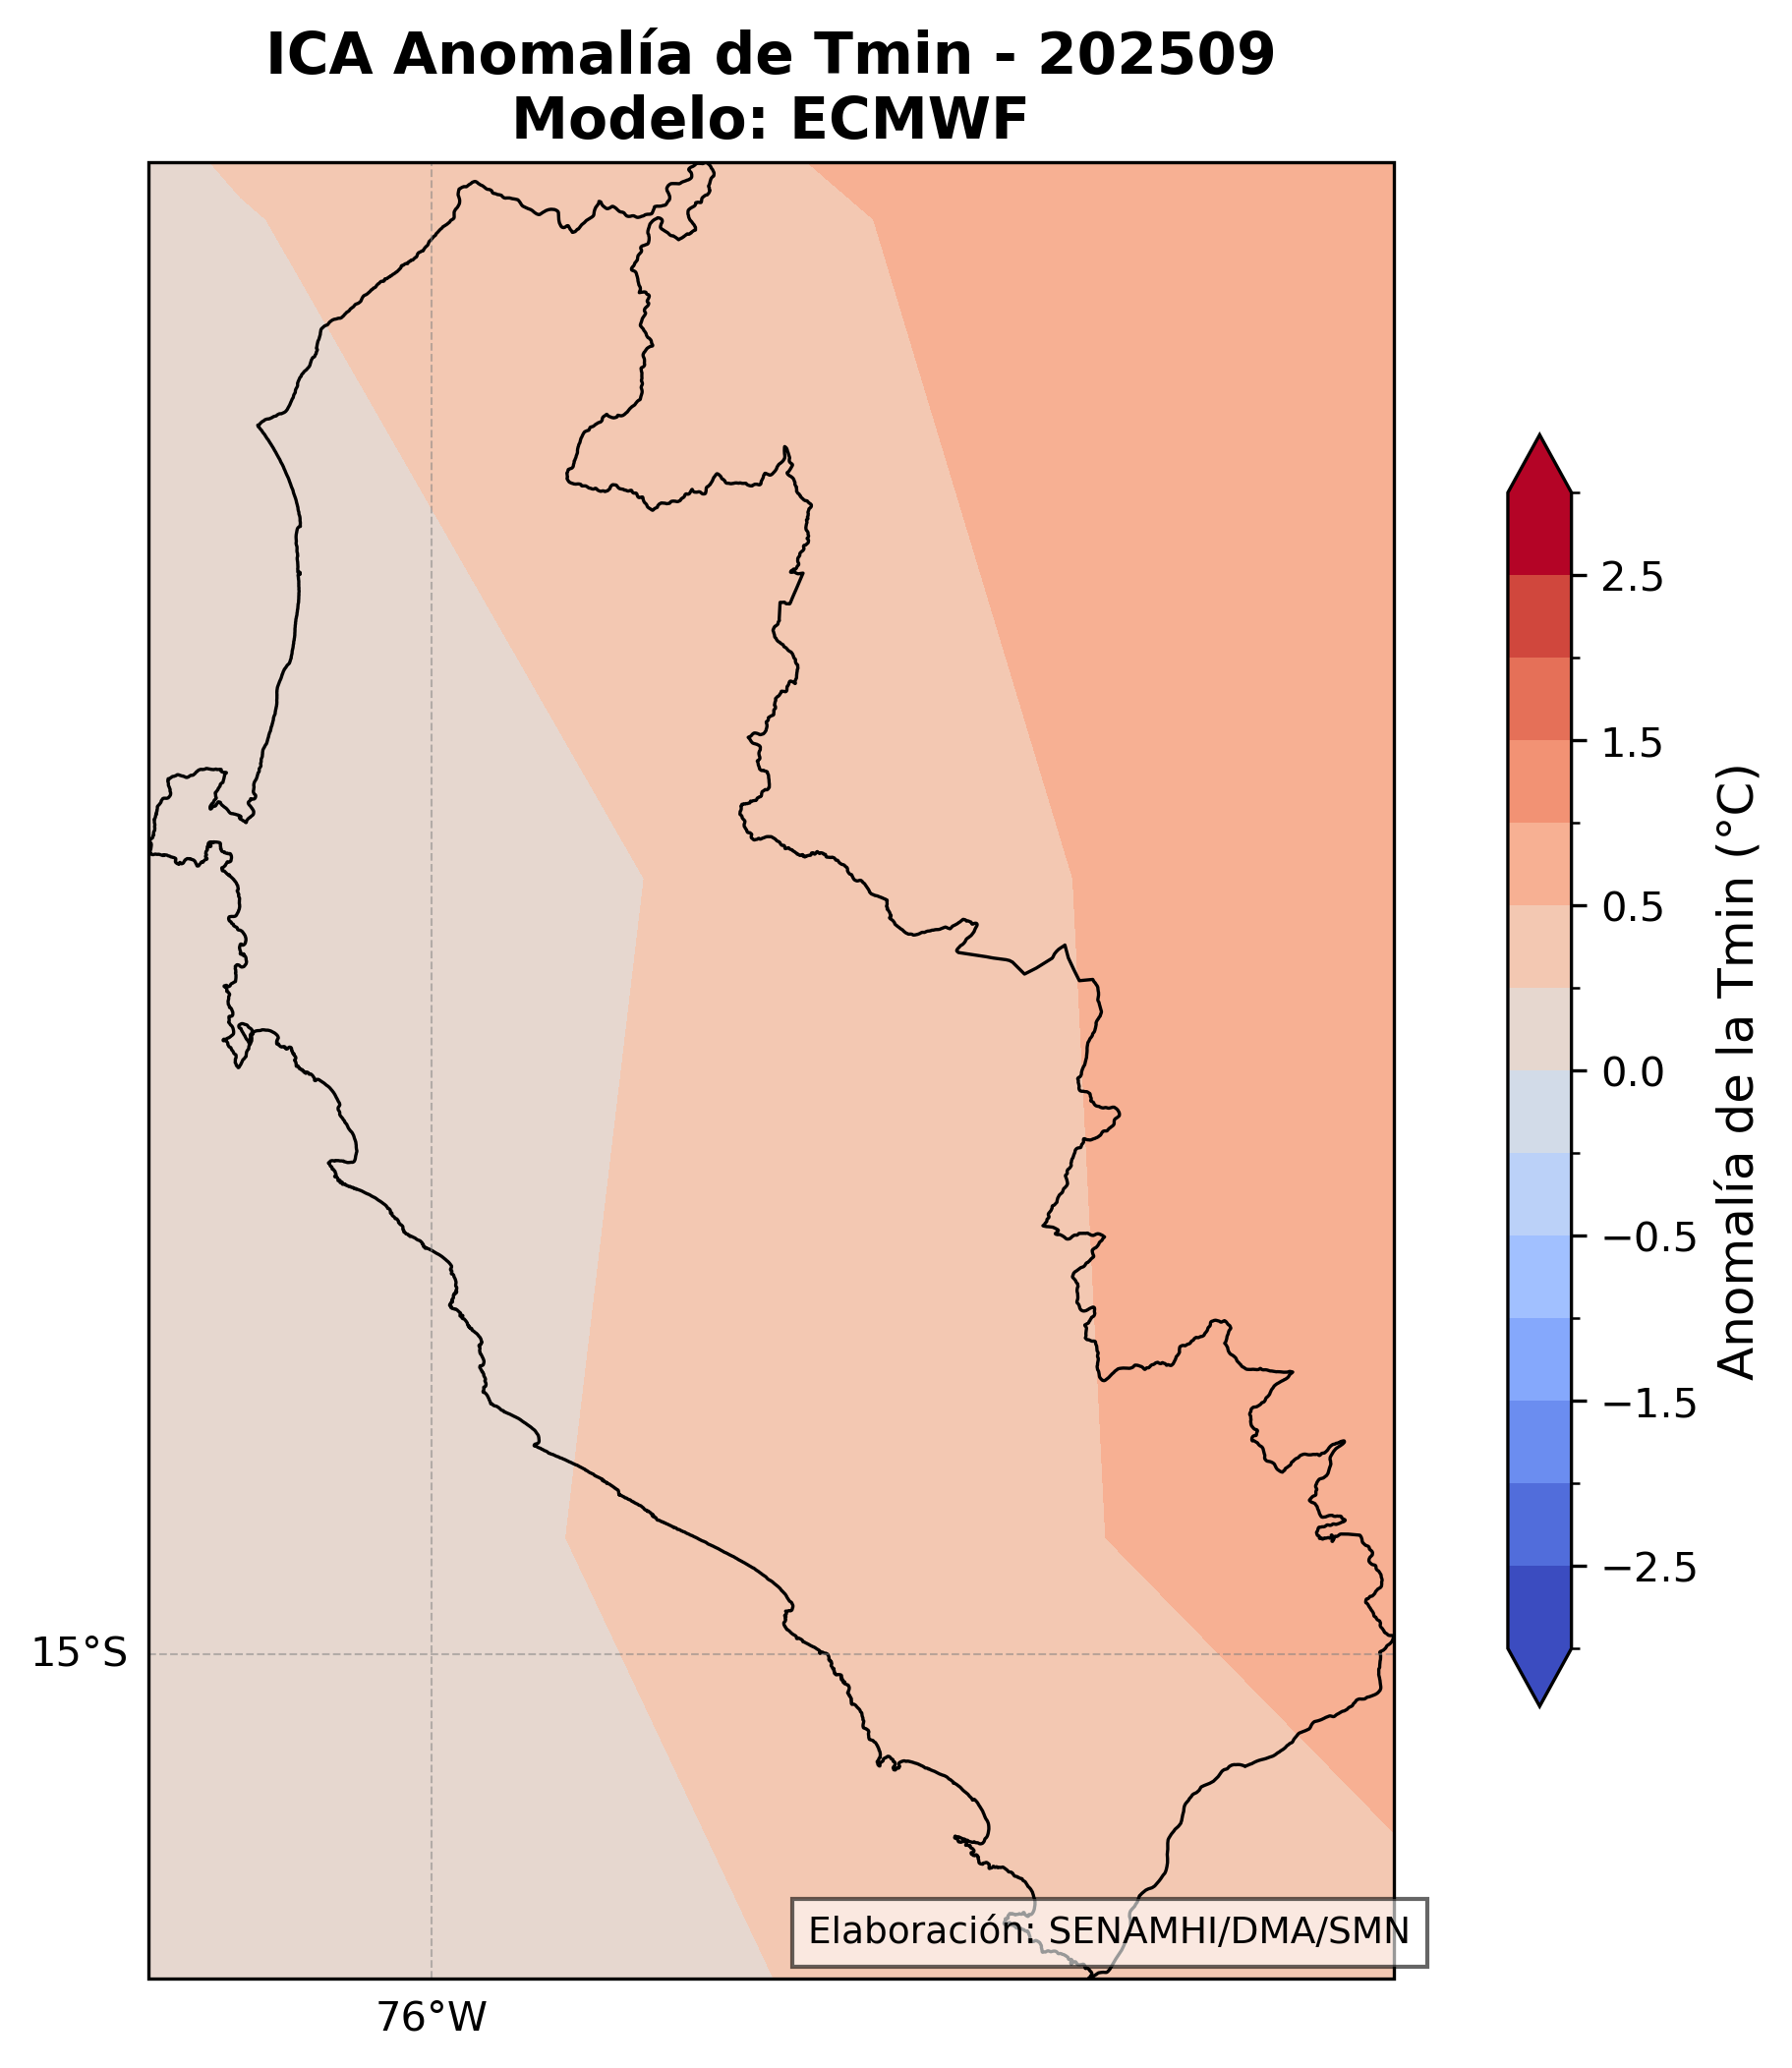 ICA Anomalía de Tmin - 202509
Modelo: ECMWF
2.5
1.5
0.5
0.0
−0.5
−1.5
−2.5
Anomalía de la Tmin (°C)
15°S
76°W
Elaboración: SENAMHI/DMA/SMN